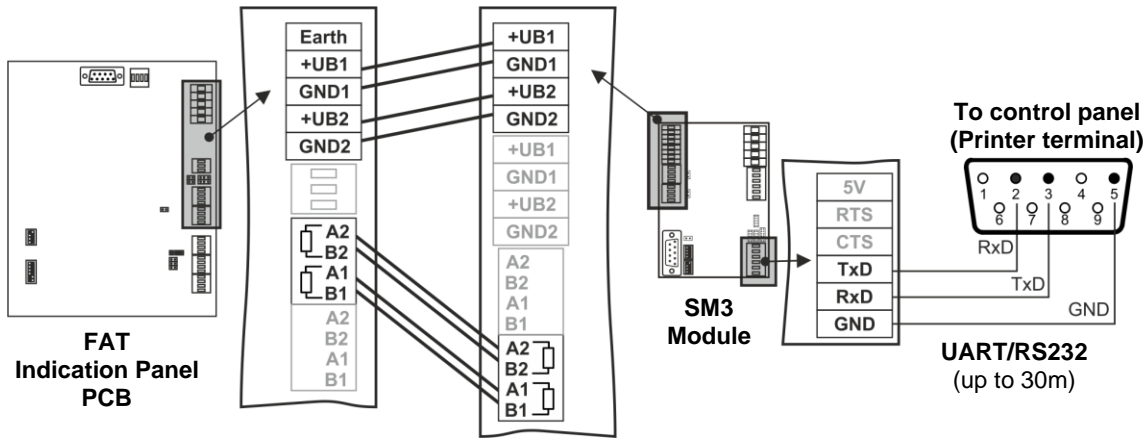 Earth
+UB1
GND1
+UB2
GND2
A2
B2
A1
B1
A2
B2
A1
B1
+UB1
GND1
+UB2
GND2
+UB1
GND1
+UB2
GND2
A2
B2
A1
B1
A2
B2
A1
B1
FAT
Indication Panel
PCB
SM3
Module
5V
RTS
CTS
TxD
RxD
GND
To control panel
(Printer terminal)
1 2 3 4 5
6 7 8 9
RxD
TxD
GND
UART/RS232
(up to 30m)